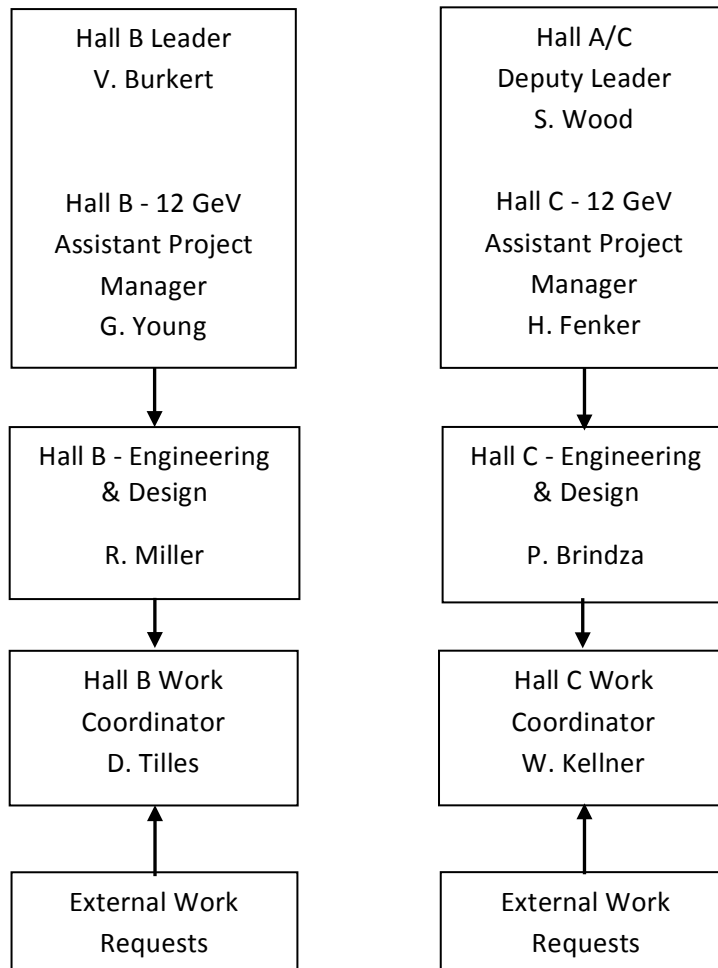 Hall B Leader
V. Burkert
Hall B - 12 GeV
Assistant Project
Manager
G. Young
Hall B - Engineering
& Design
R. Miller
Hall B Work
Coordinator
D. Tilles
External Work
Requests
Hall A/C
Deputy Leader
S. Wood
Hall C - 12 GeV
Assistant Project
Manager
H. Fenker
Hall C - Engineering
& Design
P. Brindza
Hall C Work
Coordinator
W. Kellner
External Work
Requests